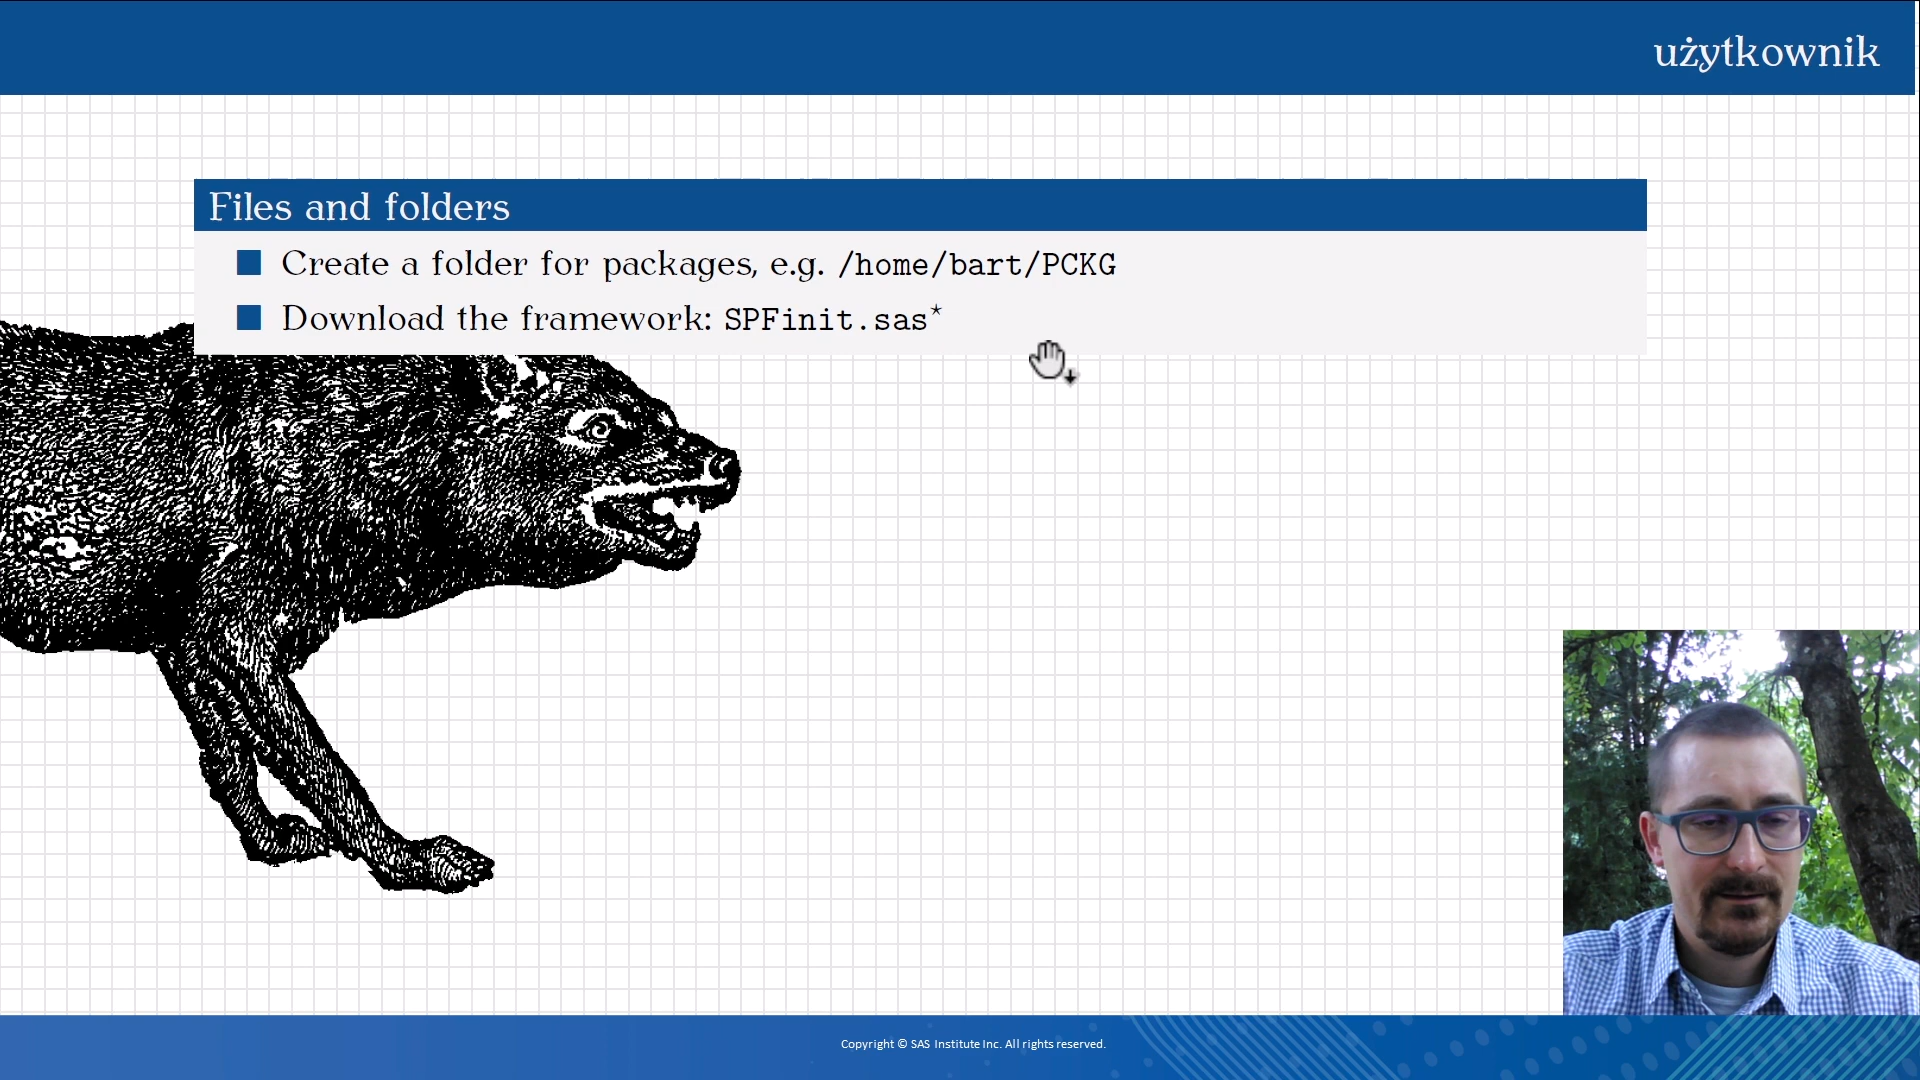 użytkownik
Files and folders
Create a folder for packages, e.g. /home/bart/PCKG
Download the framework: SPFinit.sas*
Copyright © SAS Institute Inc. All rights reserved.